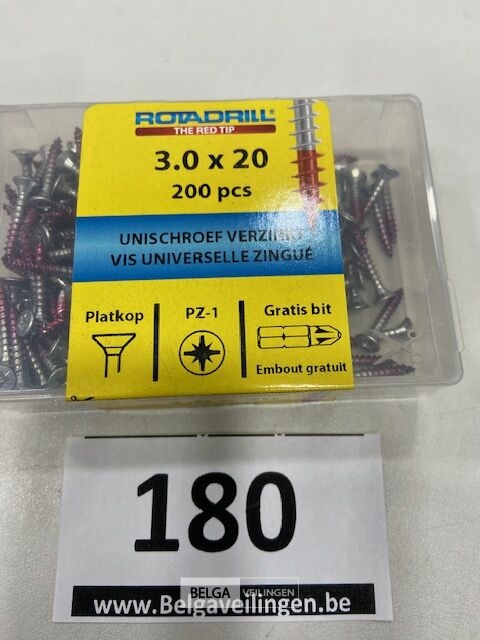 ROTADRILL
THE RED TIP
3.0 x 20
200 pcs
UNISCHROEF VERZINKT
VIS UNIVERSELLE ZINGUÉ
Platkop
PZ-1
Gratis bit
Embout gratuit
180
BELGA VEILINGEN
www.Belgaveilingen.be